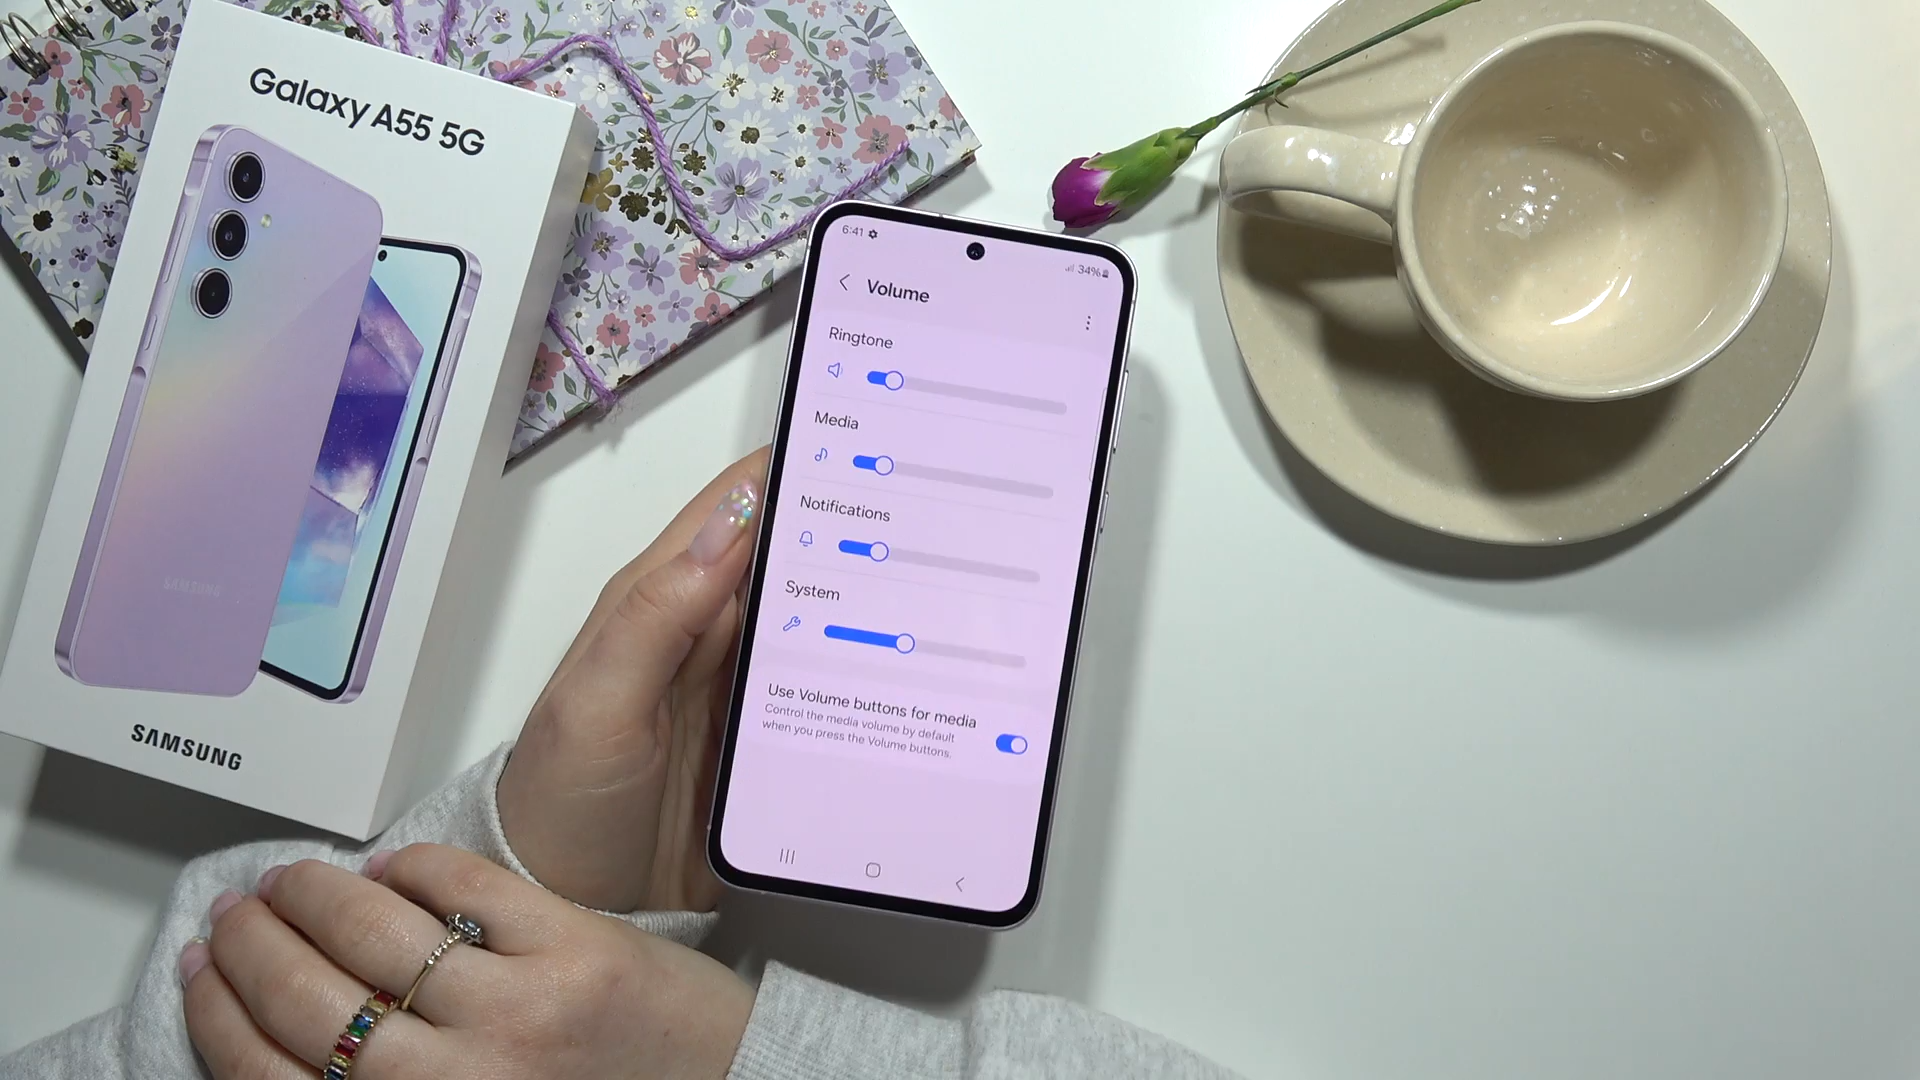 Galaxy A55 5G
SAMSUNG
SAMSUNG
6:41
34%
Volume
Ringtone
Media
Notifications
System
Use Volume buttons for media
Control the media volume by default
when you press the Volume buttons.